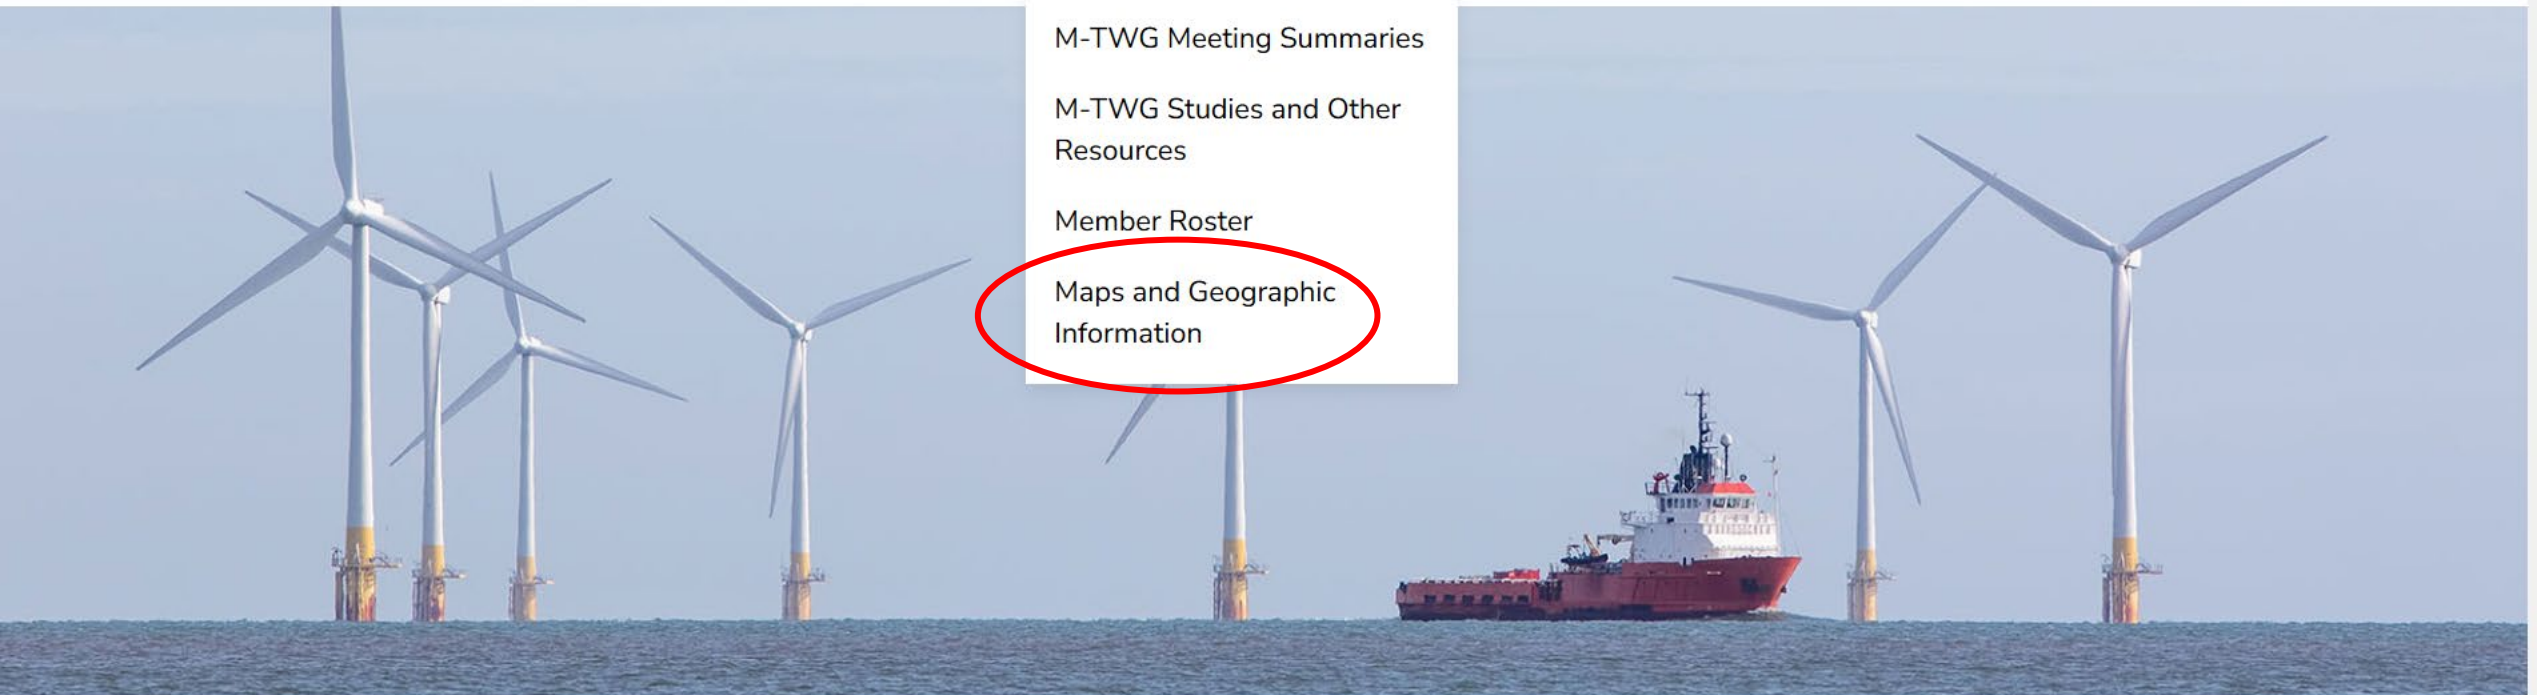 M-TWG Meeting Summaries
M-TWG Studies and Other
Resources
Member Roster
Maps and Geographic
Information